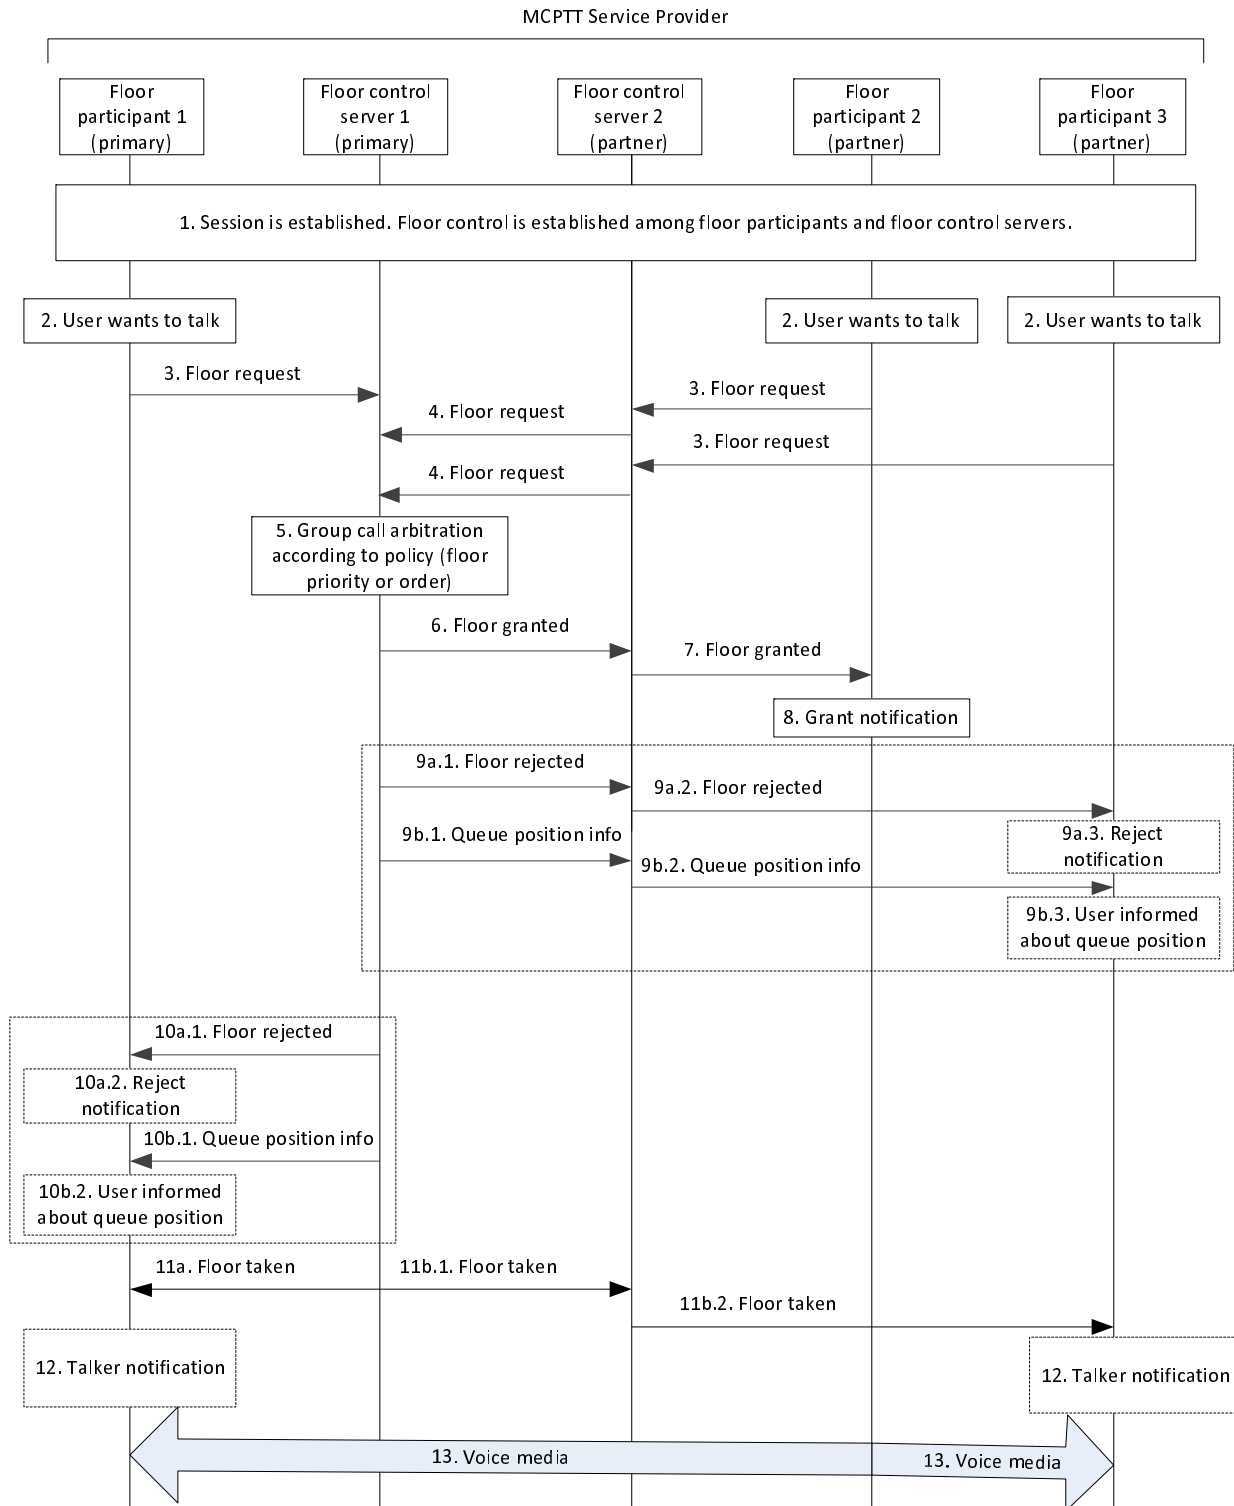 MCPTT Service Provider
Floor
participant 1
(primary)
Floor control
server 1
(primary)
Floor control
server 2
(partner)
Floor
participant 2
(partner)
Floor
participant 3
(partner)
1. Session is established. Floor control is established among floor participants and floor control servers.
2. User wants to talk
2. User wants to talk
2. User wants to talk
3. Floor request
3. Floor request
4. Floor request
3. Floor request
4. Floor request
5. Group call arbitration
according to policy (floor
priority or order)
6. Floor granted
7. Floor granted
8. Grant notification
9a.1. Floor rejected
9a.2. Floor rejected
9b.1. Queue position info
9a.3. Reject
notification
9b.2. Queue position info
9b.3. User informed
about queue position
10a.1. Floor rejected
10a.2. Reject
notification
10b.1. Queue position info
10b.2. User informed
about queue position
11a. Floor taken
11b.1. Floor taken
11b.2. Floor taken
12. Talker notification
12. Talker notification
13. Voice media
13. Voice media